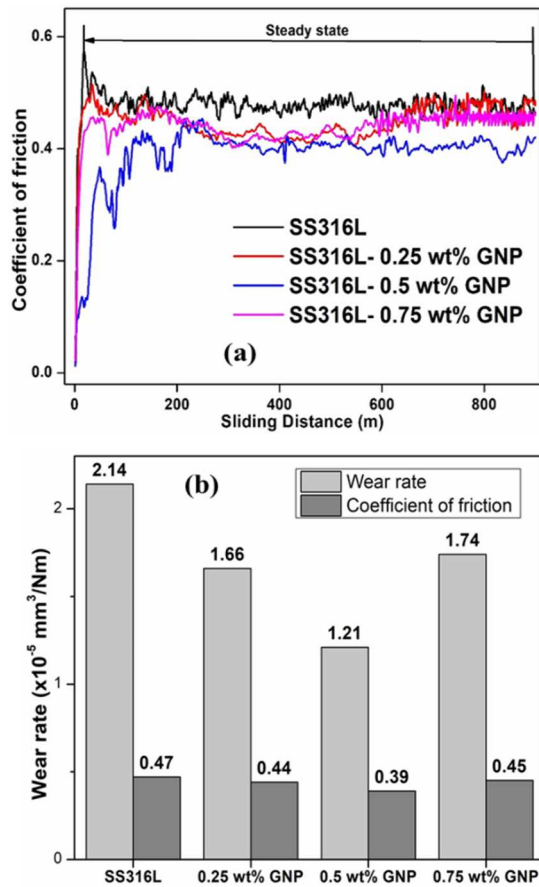 Steady state
0.6
0.4
0.2
0.0
Coefficient of friction
SS316L
SS316L- 0.25 wt% GNP
SS316L- 0.5 wt% GNP
SS316L- 0.75 wt% GNP
(a)
0 200 400 600 800
Sliding Distance (m)
(b)
Wear rate
Coefficient of friction
2.14
1.66
1.21
1.74
0.47
0.44
0.39
0.45
2
1
0
Wear rate (x10⁻⁵ mm³/Nm)
SS316L 0.25 wt% GNP 0.5 wt% GNP 0.75 wt% GNP